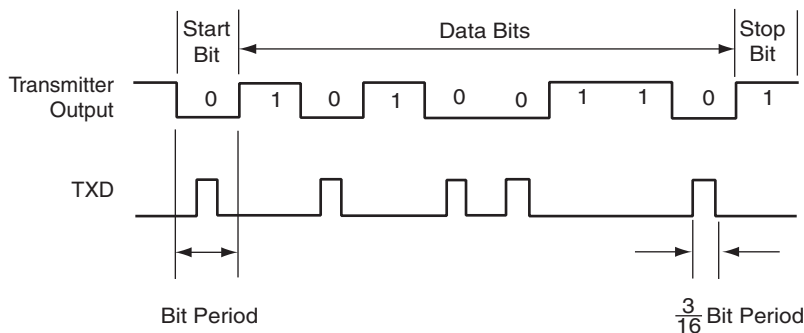 Start Bit
Data Bits
Stop Bit
Transmitter Output
0 1 0 1 0 0 1 1 0 1
TXD
Bit Period
3/16 Bit Period